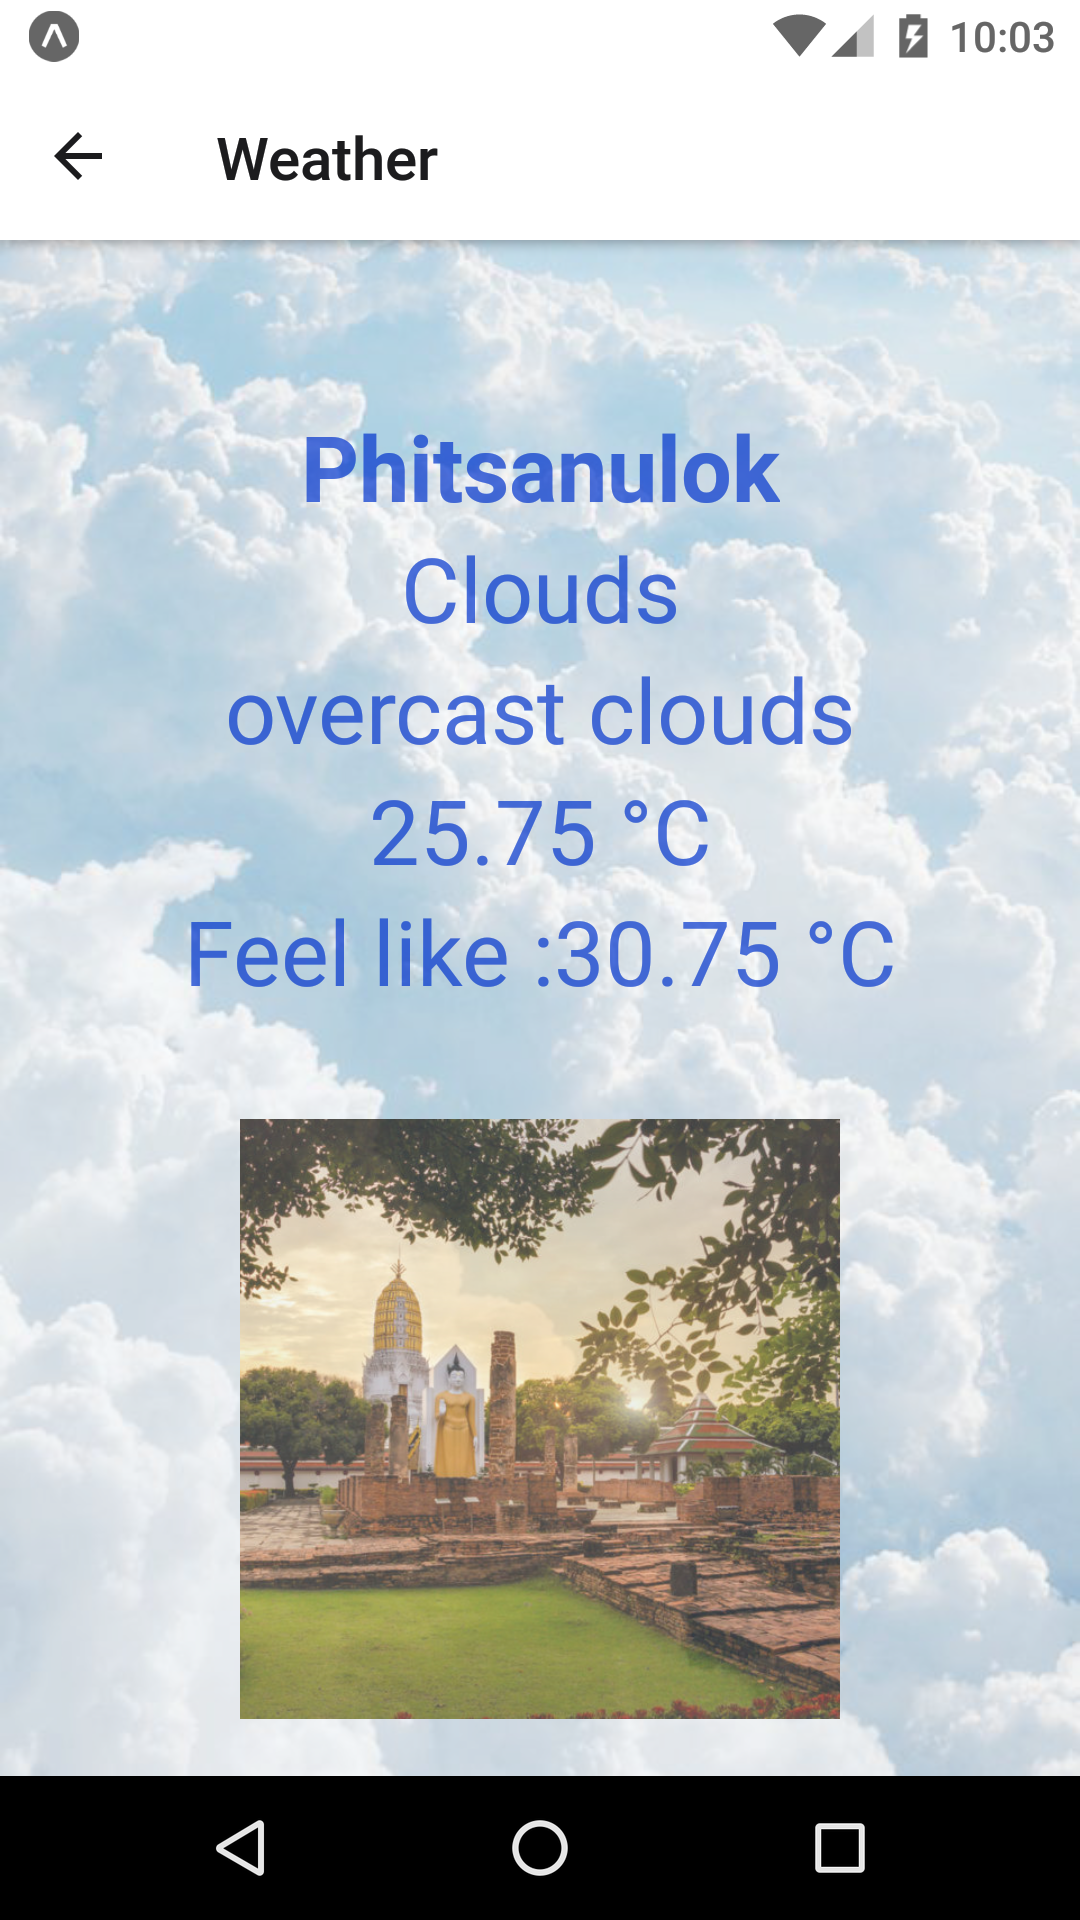 10:03
Weather
Phitsanulok
Clouds
overcast clouds
25.75 °C
Feel like :30.75 °C